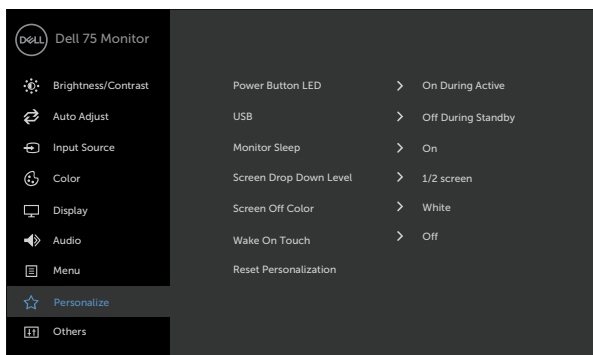 DELL Dell 75 Monitor
Brightness/Contrast Power Button LED > On During Active
Auto Adjust USB > Off During Standby
Input Source Monitor Sleep > On
Color Screen Drop Down Level > 1/2 screen
Display Screen Off Color > White
Audio Wake On Touch > Off
Menu Reset Personalization
Personalize
Others